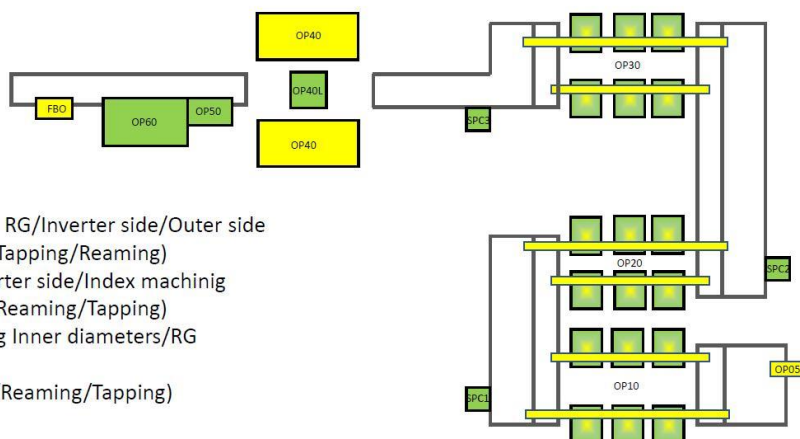 OP40
OP30
OP40L
FBO
OP60
OP50
SPC3
OP40
RG/Inverter side/Outer side
Tapping/Reaming)
rter side/Index machinig
Reaming/Tapping)
g Inner diameters/RG
/Reaming/Tapping)
OP20
SPC2
OP05
OP10
SPC1